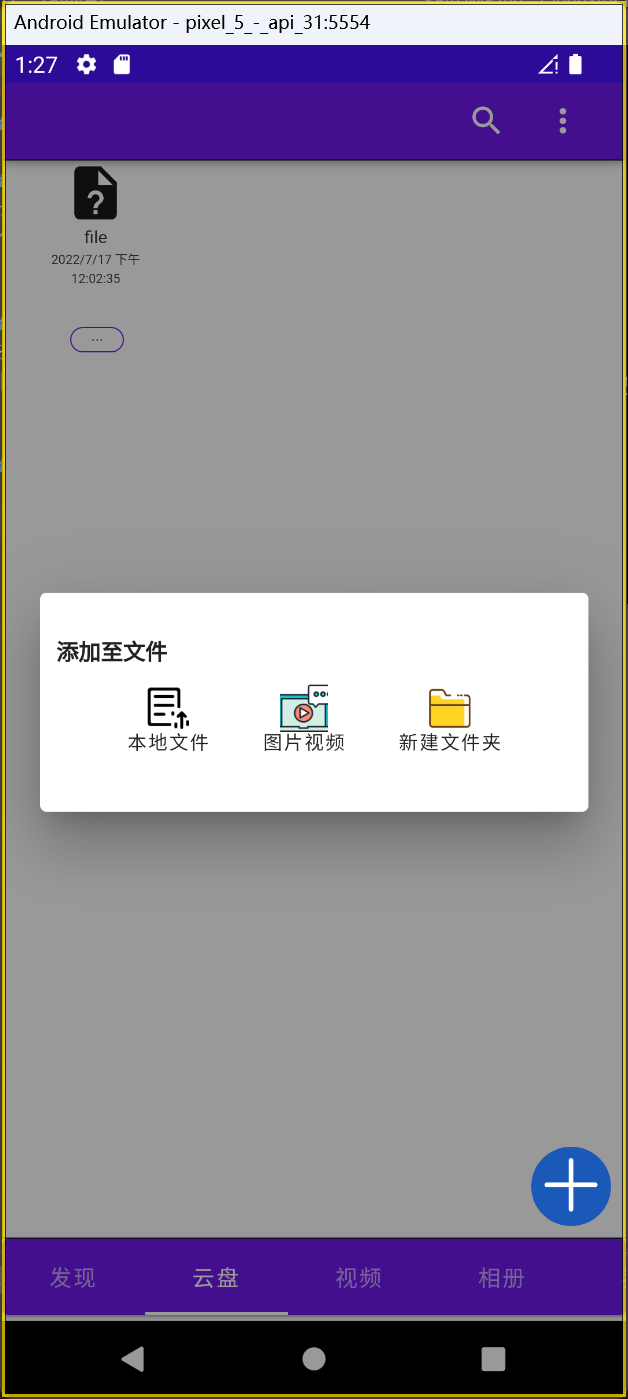 Android Emulator - pixel_5_-_api_31:5554
1:27
file
2022/7/17 下午
12:02:35
...
添加至文件
本地文件 图片视频 新建文件夹
发现 云盘 视频 相册